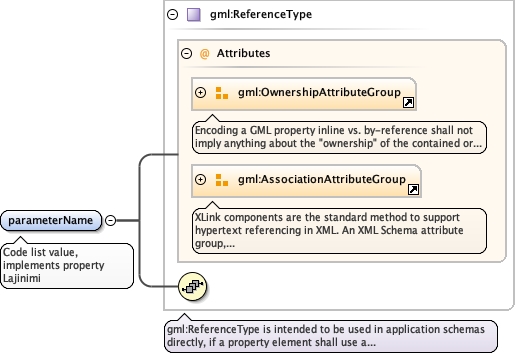 gml:ReferenceType
@ Attributes
gml:OwnershipAttributeGroup
Encoding a GML property inline vs. by-reference shall not
imply anything about the "ownership" of the contained or...
gml:AssociationAttributeGroup
XLink components are the standard method to support
hypertext referencing in XML. An XML Schema attribute
group,...
parameterName
Code list value,
implements property
Lajinimi
gml:ReferenceType is intended to be used in application schemas
directly, if a property element shall use a...